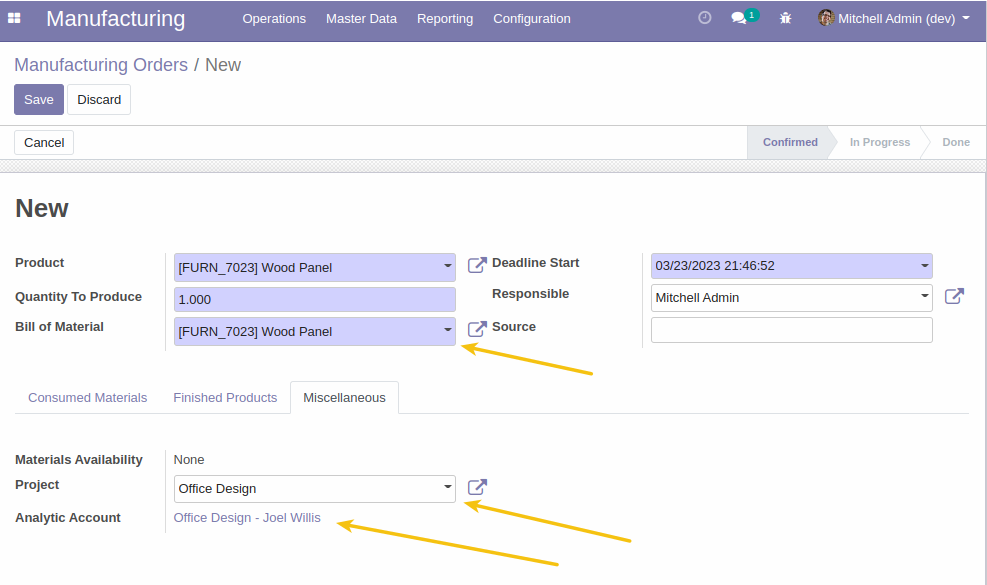 Manufacturing Operations Master Data Reporting Configuration 1 Mitchell Admin (dev)
Manufacturing Orders / New
Save Discard
Cancel Confirmed In Progress Done
New
Product [FURN_7023] Wood Panel Deadline Start 03/23/2023 21:46:52
Quantity To Produce 1.000 Responsible Mitchell Admin
Bill of Material [FURN_7023] Wood Panel Source
Consumed Materials Finished Products Miscellaneous
Materials Availability None
Project Office Design
Analytic Account Office Design - Joel Willis